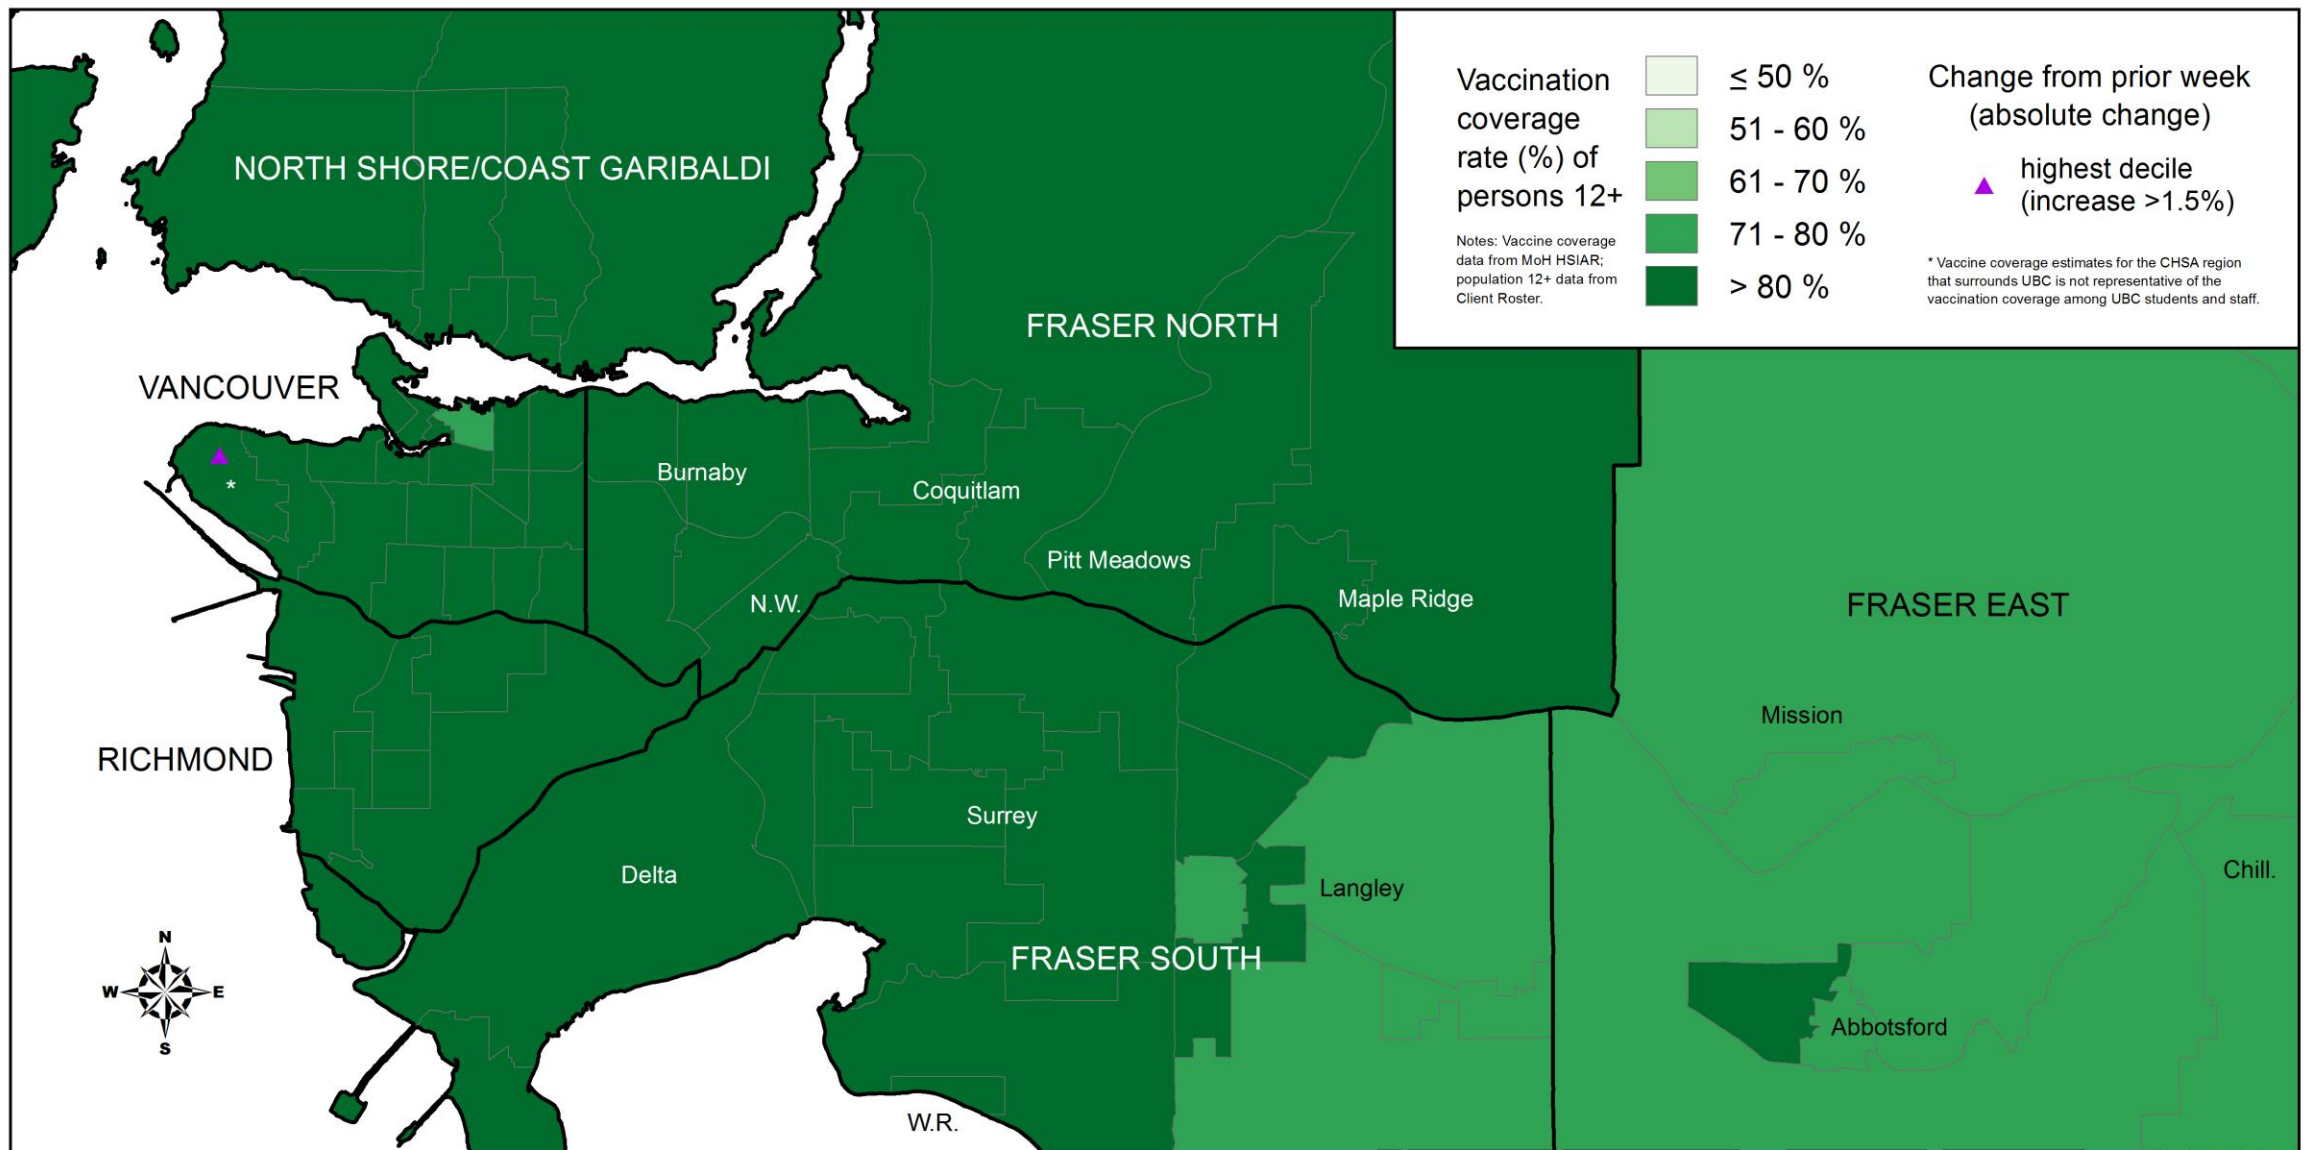 Vaccination
coverage
rate (%) of
persons 12+
Notes: Vaccine coverage
data from MoH HSIAR;
population 12+ data from
Client Roster.
≤ 50 %
51 - 60 %
61 - 70 %
71 - 80 %
> 80 %
Change from prior week
(absolute change)
highest decile
(increase >1.5%)
* Vaccine coverage estimates for the CHSA region
that surrounds UBC is not representative of the
vaccination coverage among UBC students and staff.
NORTH SHORE/COAST GARIBALDI
FRASER NORTH
VANCOUVER
Burnaby
*
Coquitlam
Pitt Meadows
Maple Ridge
N.W.
FRASER EAST
Mission
RICHMOND
Surrey
Delta
Chill.
Langley
FRASER SOUTH
Abbotsford
W.R.
N
W
E
S